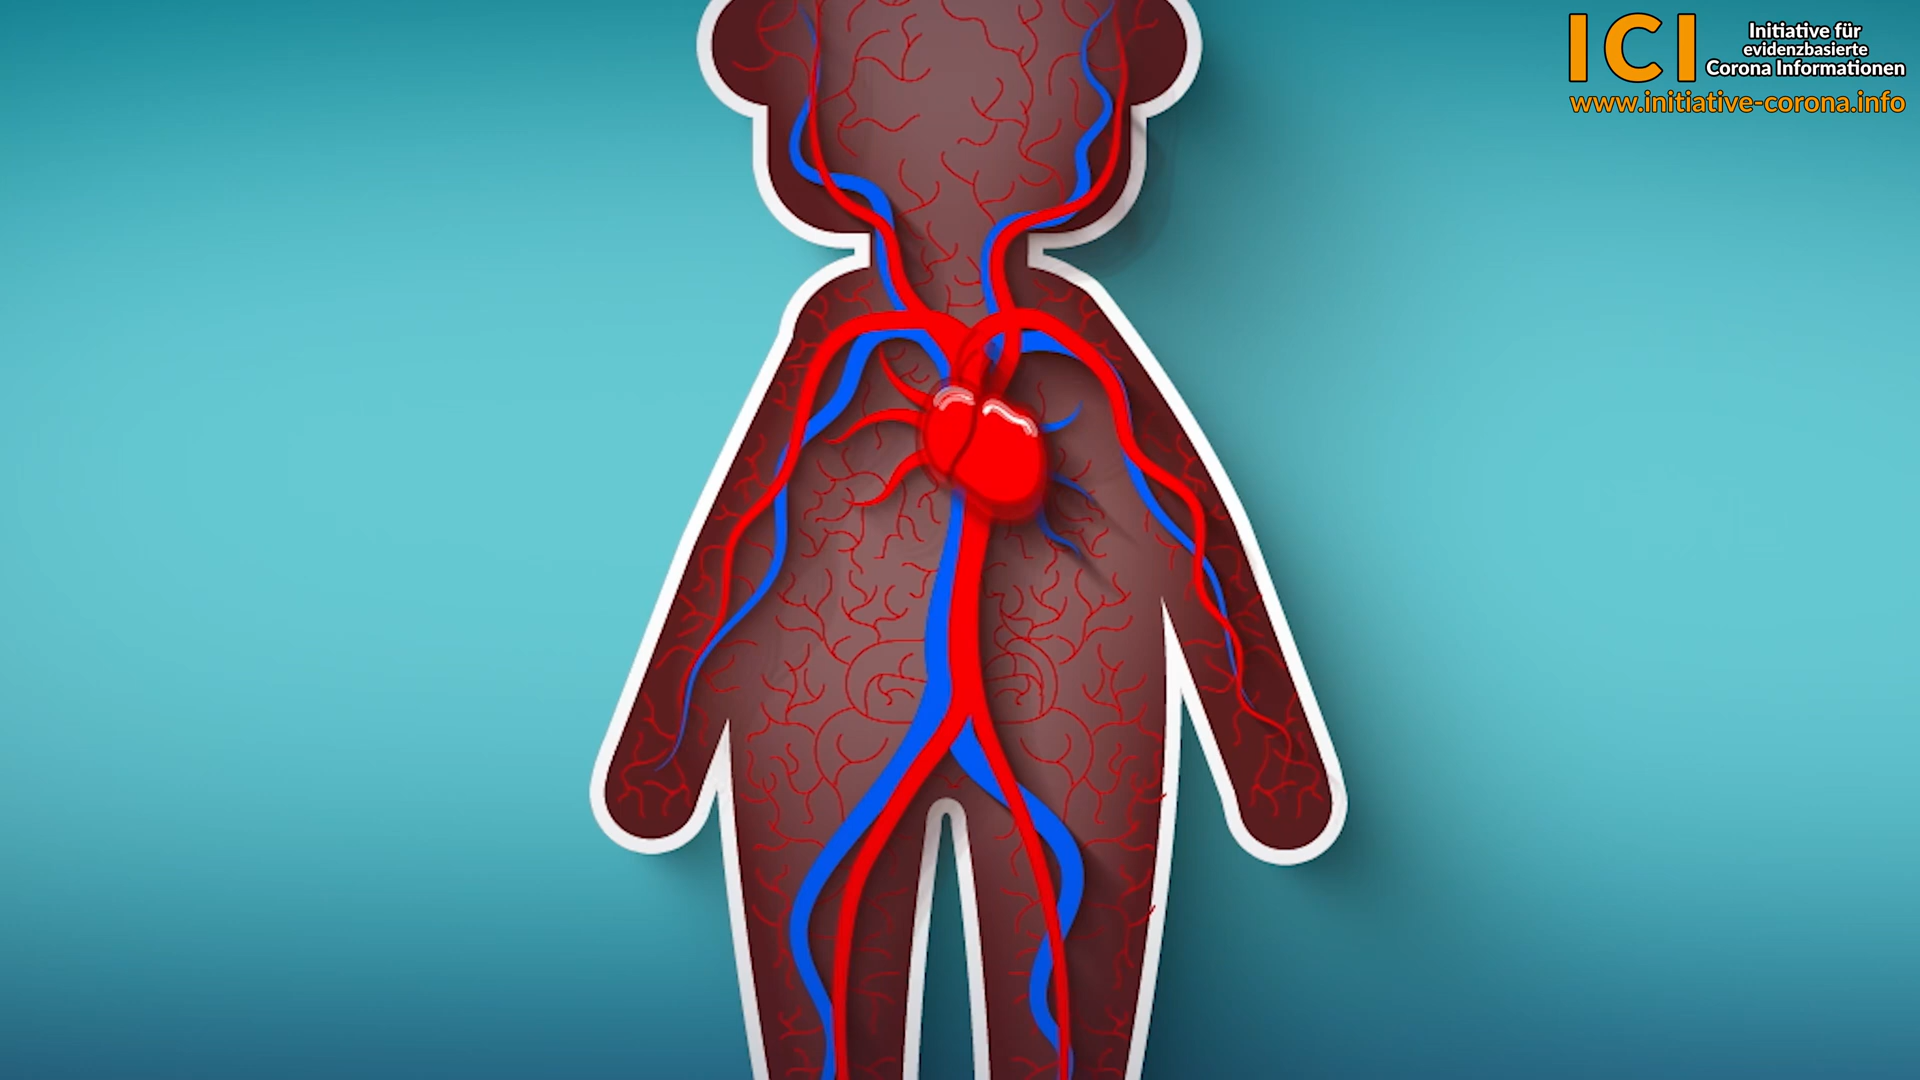 ICI
Initiative für
evidenzbasierte
Corona Informationen
www.initiative-corona.info